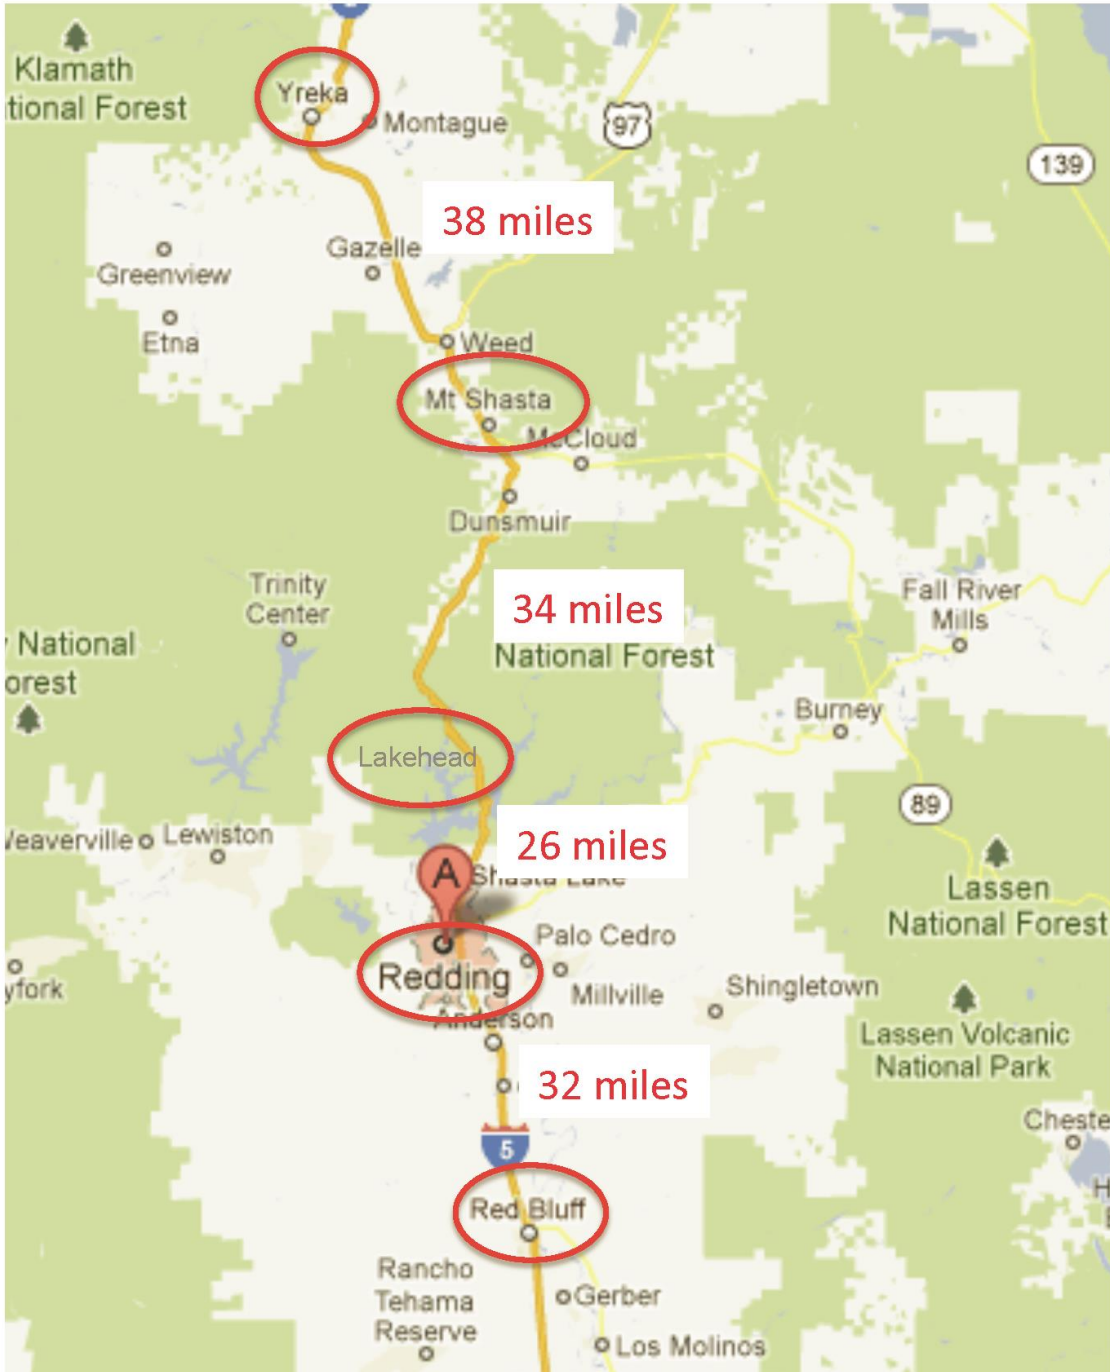 Klamath
tional Forest
Yreka
Montague
97
139
38 miles
Gazelle
Greenview
Etna
Weed
Mt Shasta
McCloud
Dunsmuir
Trinity
Center
34 miles
Fall River
Mills
National Forest
National
orest
Burney
Lakehead
89
eaverville
Lewiston
26 miles
A
Shasta Lake
Lassen
National Forest
Palo Cedro
Redding
yfork
Millville
Shingletown
Anderson
Lassen Volcanic
National Park
32 miles
5
Cheste
H
Red Bluff
Rancho
Tehama
Reserve
Gerber
Los Molinos